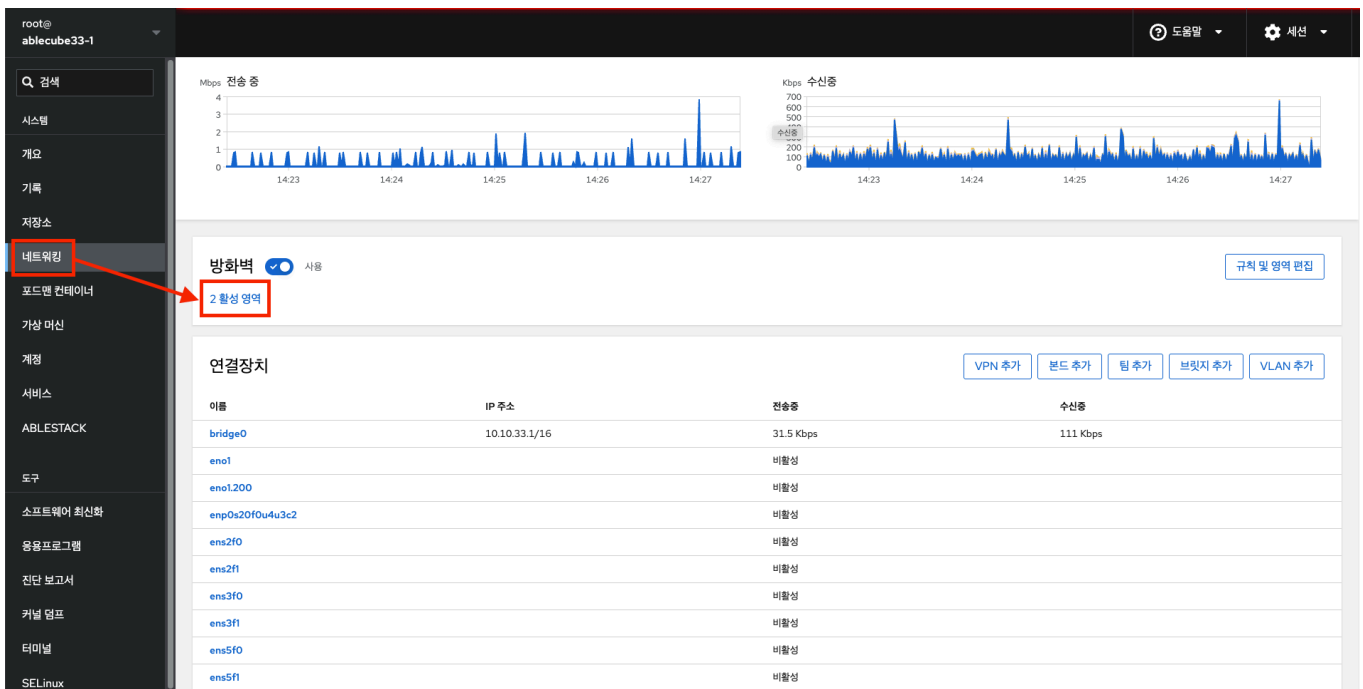 root@
ablecube33-1
도움말
세션
검색
시스템
개요
기록
저장소
네트워킹
포드맨 컨테이너
가상 머신
계정
서비스
ABLESTACK
도구
소프트웨어 최신화
응용프로그램
진단 보고서
커널 덤프
터미널
SELinux
Mbps 전송 중
4
3
2
1
0
14:23 14:24 14:25 14:26 14:27
Kbps 수신중
700
600
500
수신중
200
100
0
14:23 14:24 14:25 14:26 14:27
방화벽 사용
규칙 및 영역 편집
2 활성 영역
연결장치
VPN 추가 본드 추가 팀 추가 브릿지 추가 VLAN 추가
이름 IP 주소 전송중 수신중
bridge0 10.10.33.1/16 31.5 Kbps 111 Kbps
eno1 비활성
eno1.200 비활성
enp0s20f0u4u3c2 비활성
ens2f0 비활성
ens2f1 비활성
ens3f0 비활성
ens3f1 비활성
ens5f0 비활성
ens5f1 비활성